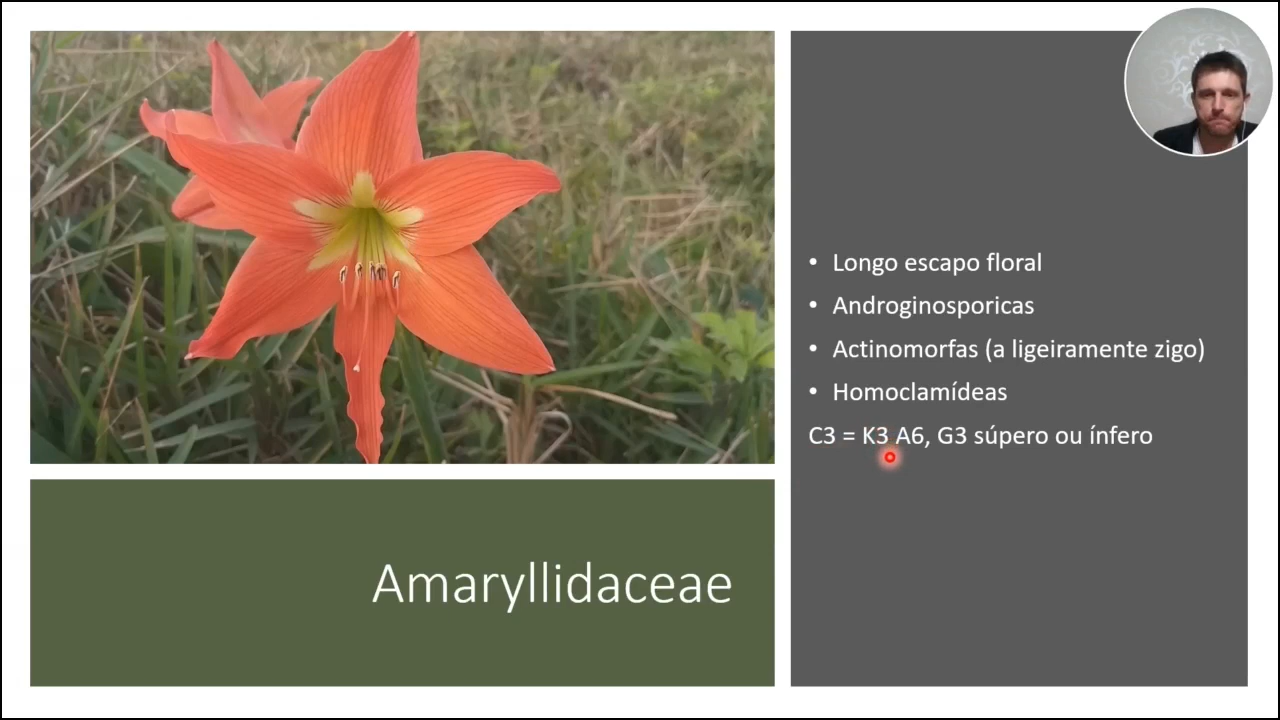 Longo escapo floral
Androginosporicas
Actinomorfas (a ligeiramente zigo)
Homoclamídeas
C3 = K3 A6, G3 súpero ou ínfero
Amaryllidaceae